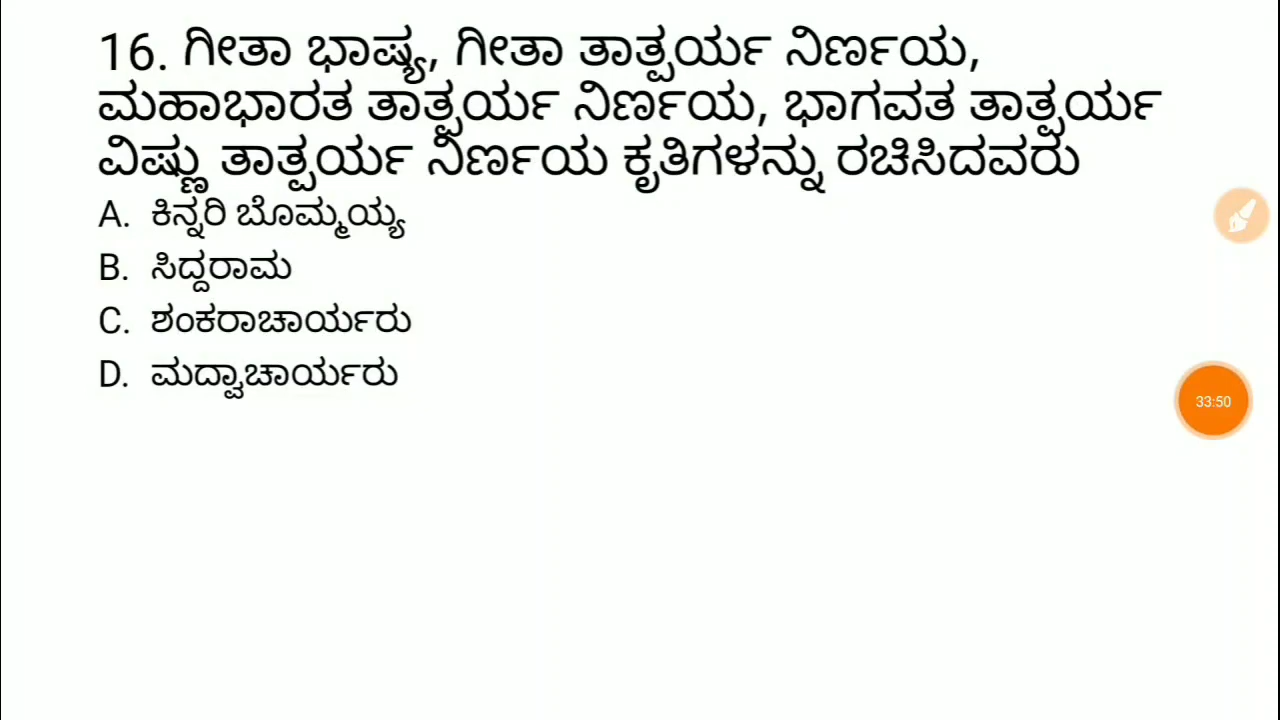 16. ಗೀತಾ ಭಾಷ್ಯ, ಗೀತಾ ತಾತ್ಪರ್ಯ ನಿರ್ಣಯ,
ಮಹಾಭಾರತ ತಾತ್ಪರ್ಯ ನಿರ್ಣಯ, ಭಾಗವತ ತಾತ್ಪರ್ಯ
ವಿಷ್ಣು ತಾತ್ಪರ್ಯ ನಿರ್ಣಯ ಕೃತಿಗಳನ್ನು ರಚಿಸಿದವರು
A. ಕಿನ್ನರಿ ಬೊಮ್ಮಯ್ಯ
B. ಸಿದ್ದರಾಮ
C. ಶಂಕರಾಚಾರ್ಯರು
D. ಮದ್ವಾಚಾರ್ಯರು
33:50